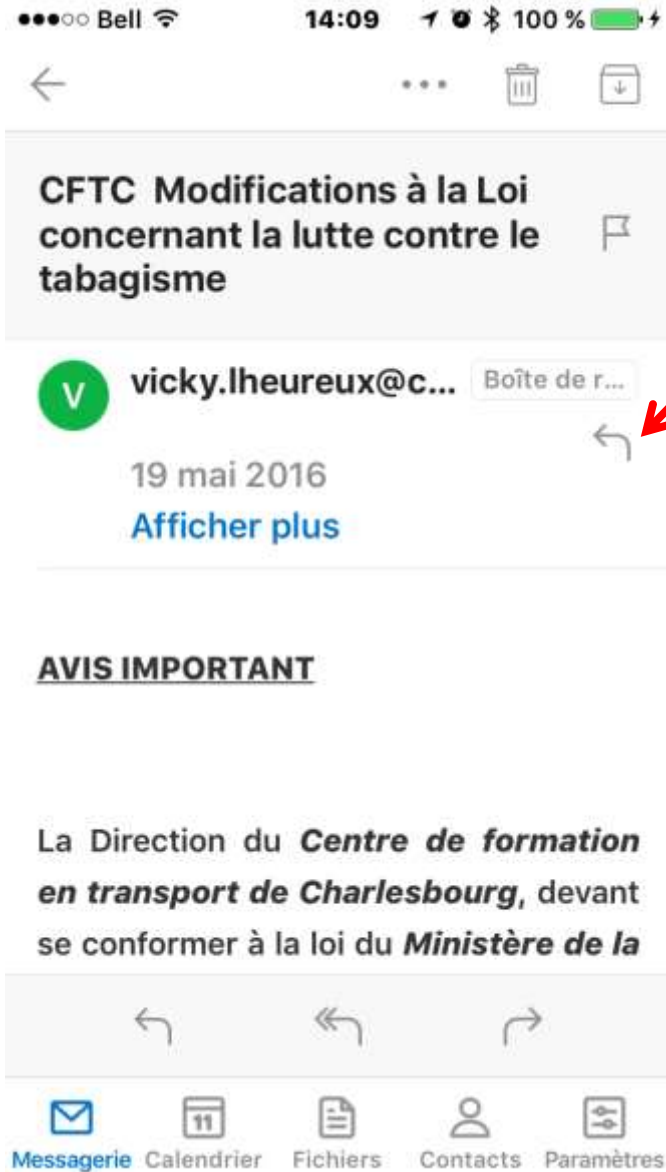 Bell 14:09 100 %
CFTC Modifications à la Loi
concernant la lutte contre le
tabagisme
V vicky.lheureux@c... Boîte de r...
19 mai 2016
Afficher plus
AVIS IMPORTANT
La Direction du Centre de formation
en transport de Charlesbourg, devant
se conformer à la loi du Ministère de la
11
Messagerie Calendrier Fichiers Contacts Paramètres